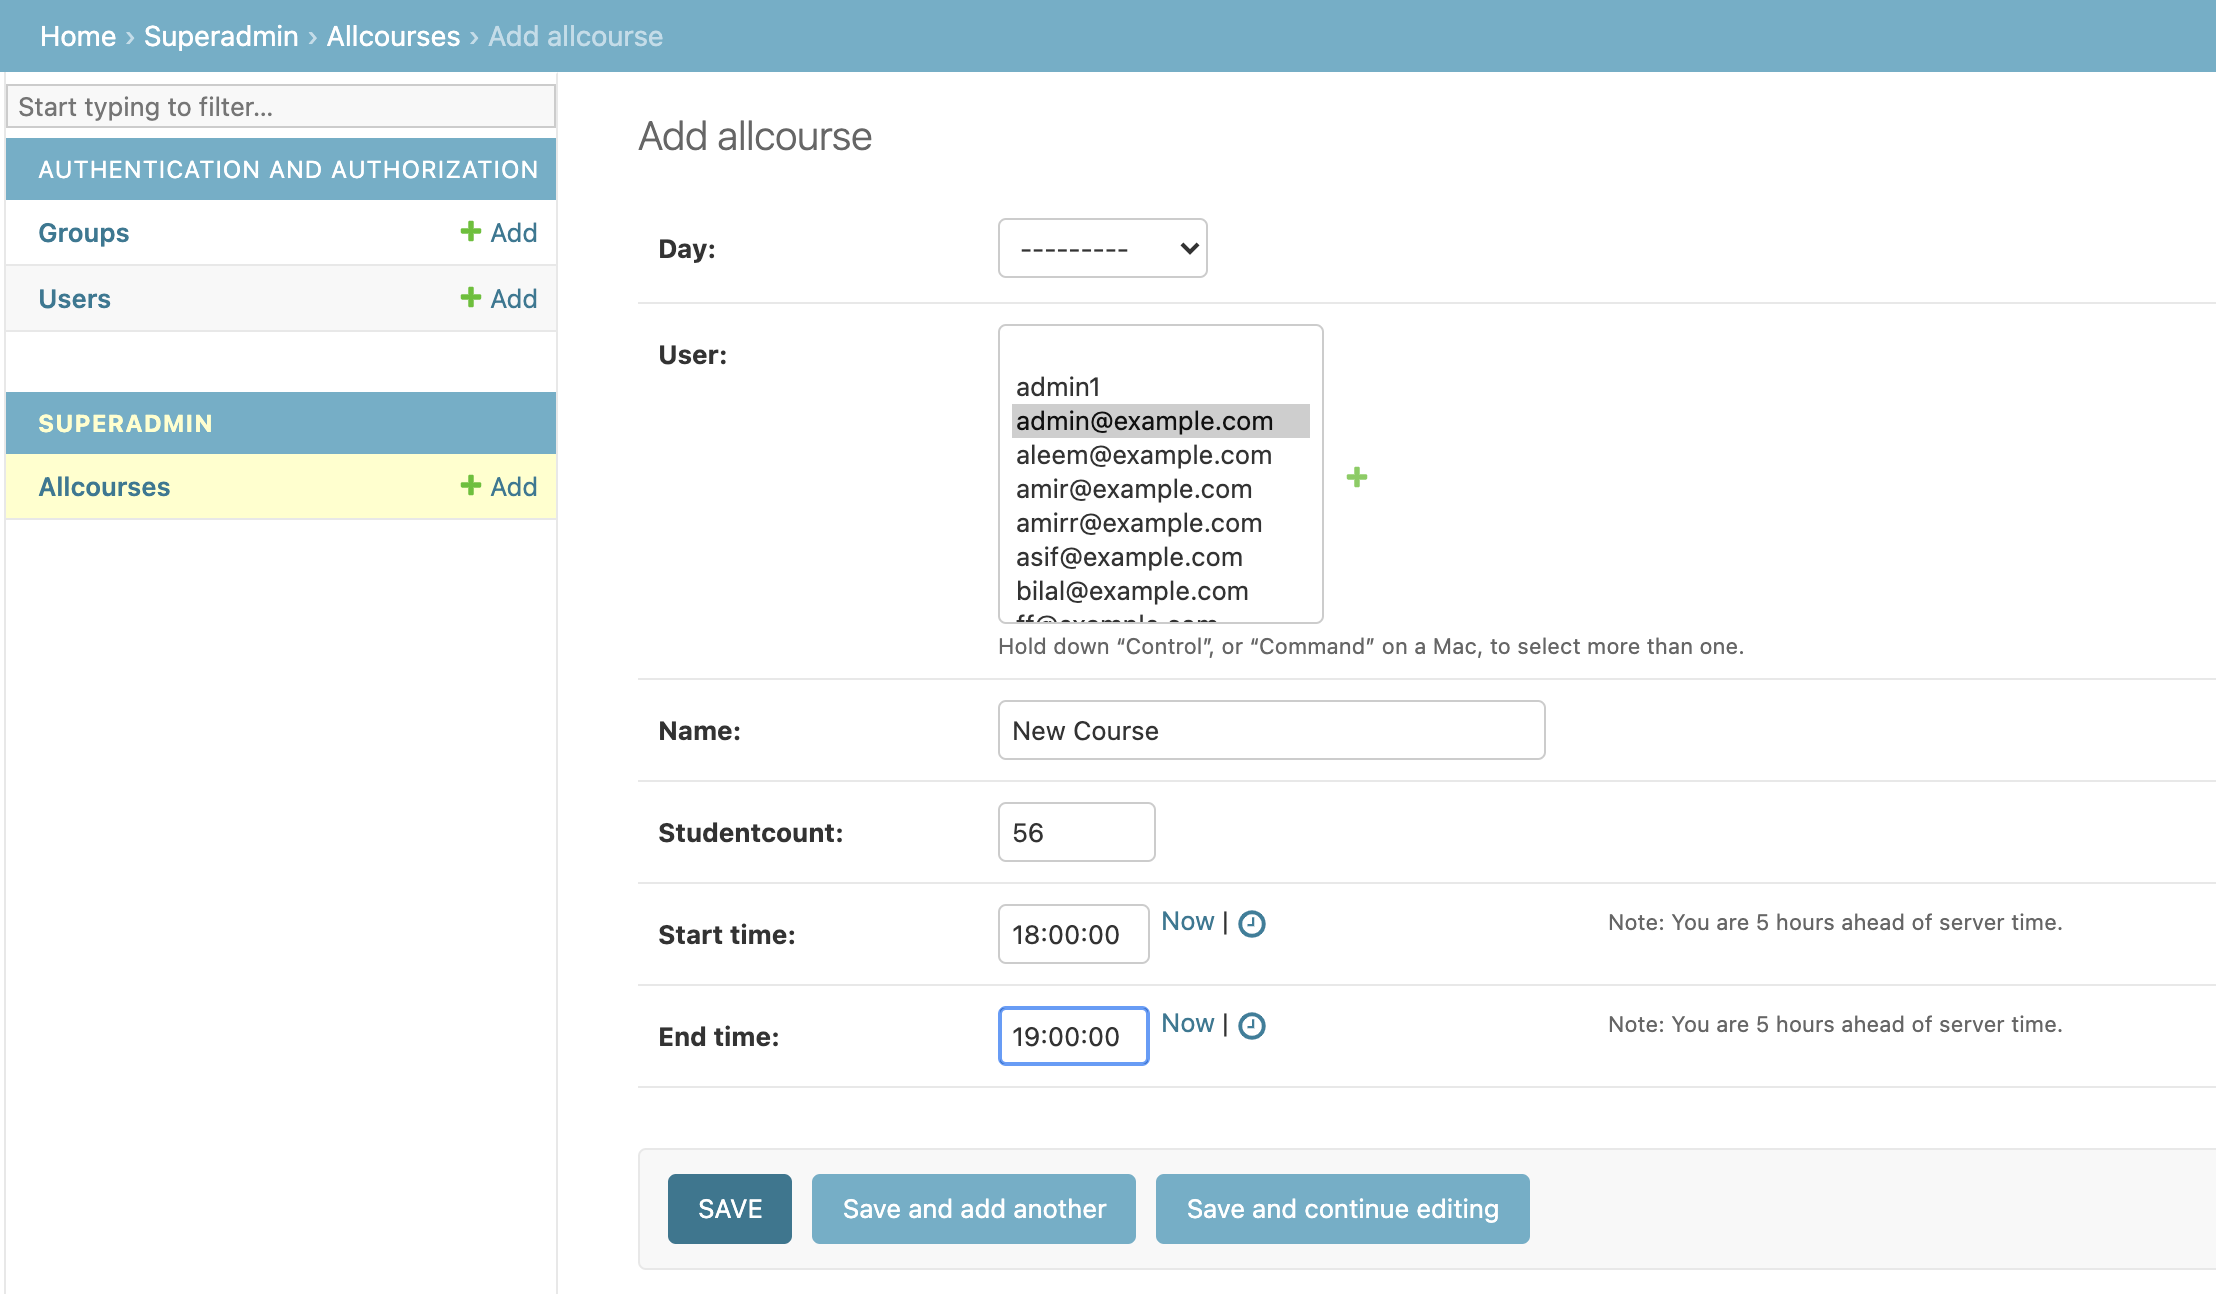 Home › Superadmin › Allcourses › Add allcourse
Start typing to filter...
AUTHENTICATION AND AUTHORIZATION
Groups + Add
Users + Add
SUPERADMIN
Allcourses + Add
Add allcourse
Day: ---------
User:
admin1
admin@example.com
aleem@example.com
amir@example.com
amirr@example.com
asif@example.com
bilal@example.com
ff@example.com
Hold down “Control”, or “Command” on a Mac, to select more than one.
Name: New Course
Studentcount: 56
Start time: 18:00:00 Now | Note: You are 5 hours ahead of server time.
End time: 19:00:00 Now | Note: You are 5 hours ahead of server time.
SAVE Save and add another Save and continue editing